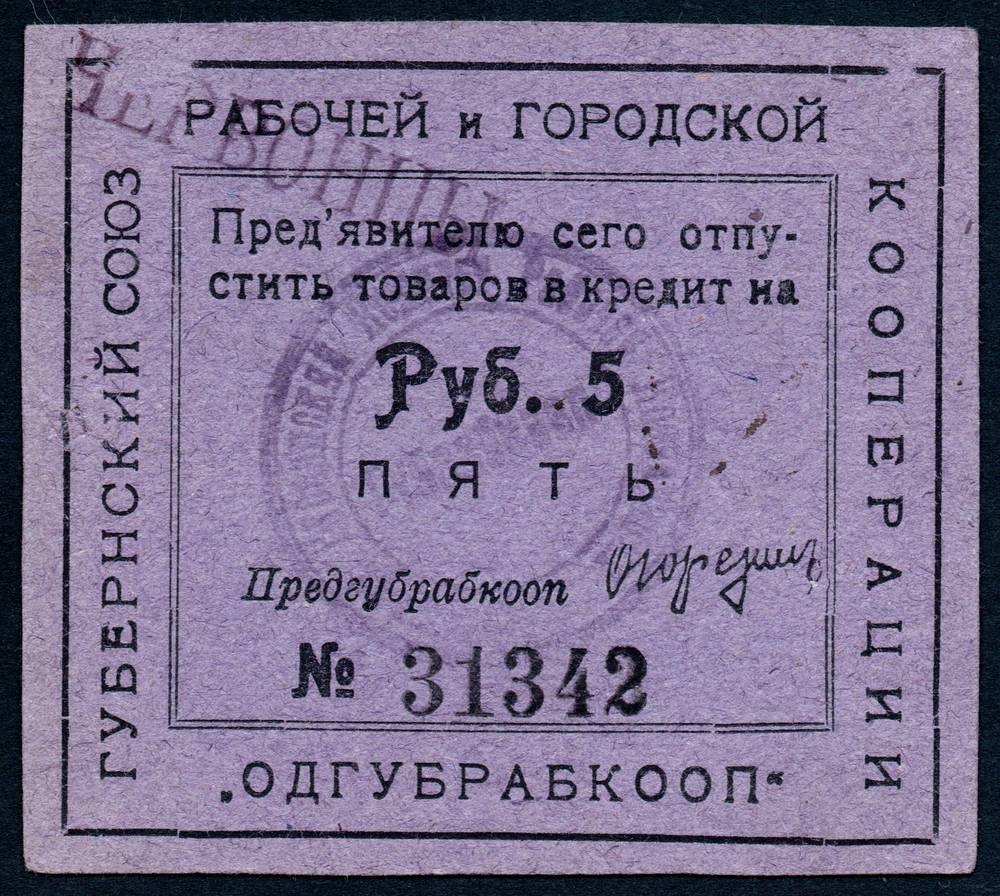 ЧЕРВОНЦЫ
ГУБЕРНСКИЙ СОЮЗ
РАБОЧЕЙ и ГОРОДСКОЙ
КООПЕРАЦИИ
Пред'явителю сего отпу-
стить товаров в кредит на
Руб. 5
ПЯТЬ
Предгубрабкооп
№ 31342
„ОДГУБРАБКООП“